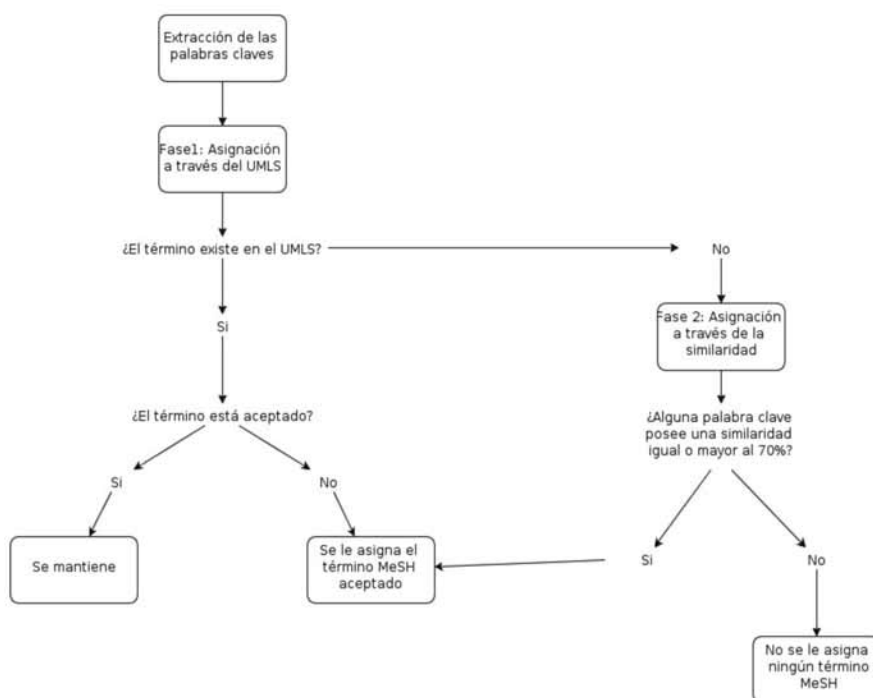 Extracción de las
palabras claves
Fase1: Asignación
a través del UMLS
¿El término existe en el UMLS?
No
Si
Fase 2: Asignación
a través de la
similaridad
¿El término está aceptado?
¿Alguna palabra clave
posee una similaridad
igual o mayor al 70%?
Si
No
Se mantiene
Se le asigna el
término MeSH
aceptado
Si
No
No se le asigna
ningún término
MeSH